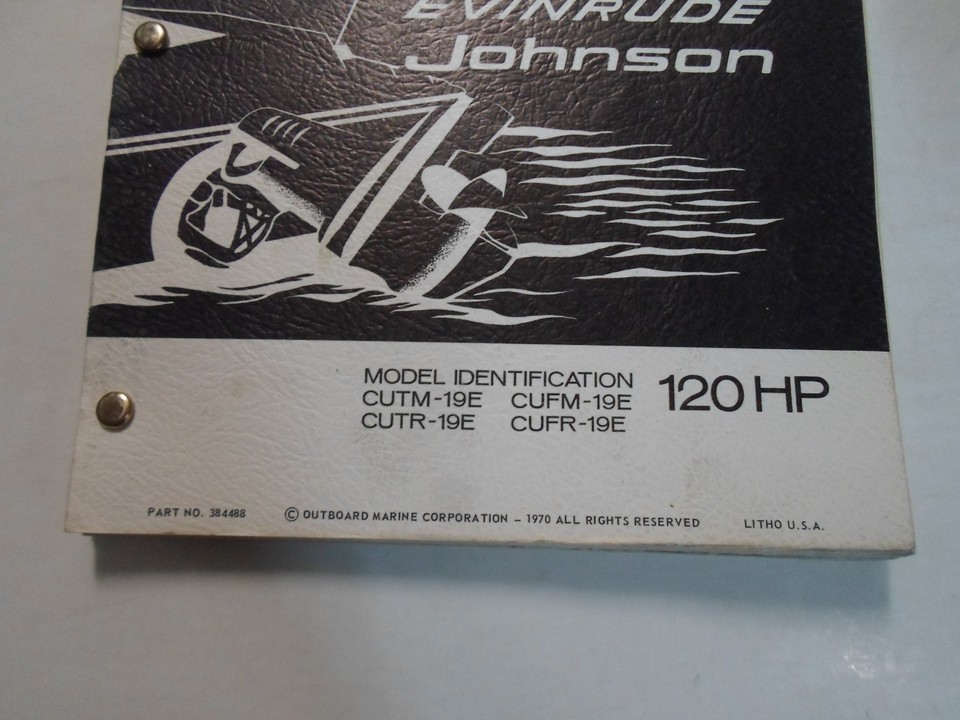 EVINRUDE
Johnson
MODEL IDENTIFICATION
CUTM-19E CUFM-19E
CUTR-19E CUFR-19E
120 HP
PART NO. 384488 © OUTBOARD MARINE CORPORATION – 1970 ALL RIGHTS RESERVED LITHO U.S.A.